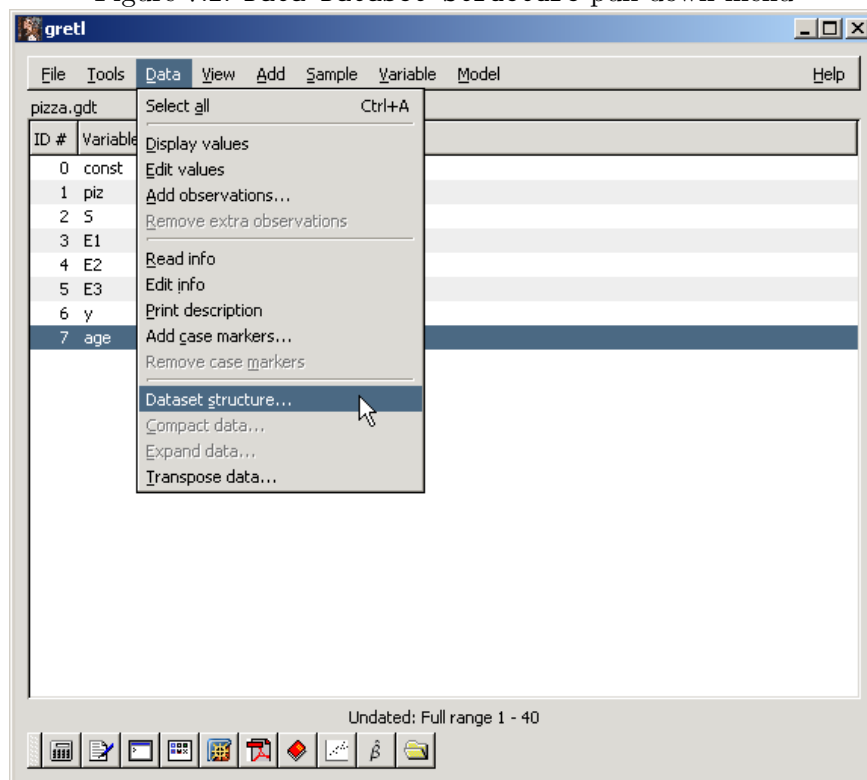 gretl
File Tools Data View Add Sample Variable Model Help
pizza.gdt
ID # Variable
0 const
1 piz
2 S
3 E1
4 E2
5 E3
6 y
7 age
Select all Ctrl+A
Display values
Edit values
Add observations...
Remove extra observations
Read info
Edit info
Print description
Add case markers...
Remove case markers
Dataset structure...
Compact data...
Expand data...
Transpose data...
Undated: Full range 1 - 40
β̂